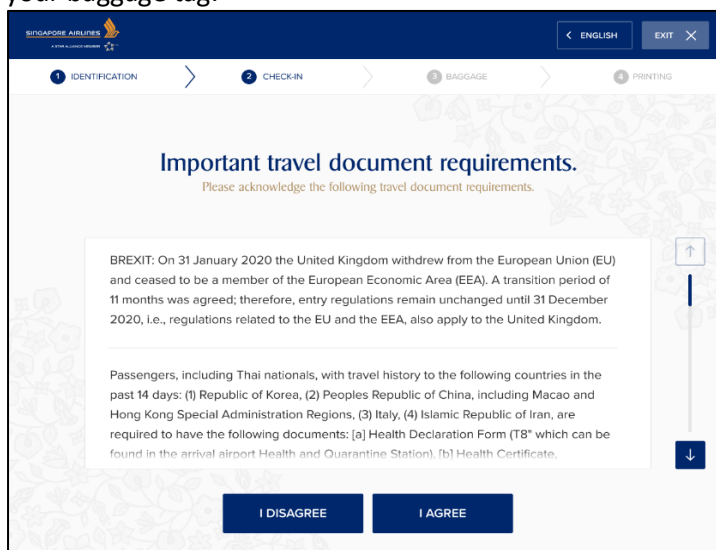 your baggage tag.
SINGAPORE AIRLINES
A STAR ALLIANCE MEMBER
ENGLISH
EXIT
1 IDENTIFICATION
2 CHECK-IN
3 BAGGAGE
4 PRINTING
Important travel document requirements.
Please acknowledge the following travel document requirements.
BREXIT: On 31 January 2020 the United Kingdom withdrew from the European Union (EU)
and ceased to be a member of the European Economic Area (EEA). A transition period of
11 months was agreed; therefore, entry regulations remain unchanged until 31 December
2020, i.e., regulations related to the EU and the EEA, also apply to the United Kingdom.
Passengers, including Thai nationals, with travel history to the following countries in the
past 14 days: (1) Republic of Korea, (2) Peoples Republic of China, including Macao and
Hong Kong Special Administration Regions, (3) Italy, (4) Islamic Republic of Iran, are
required to have the following documents: [a] Health Declaration Form (T8" which can be
found in the arrival airport Health and Quarantine Station), [b] Health Certificate,
I DISAGREE
I AGREE